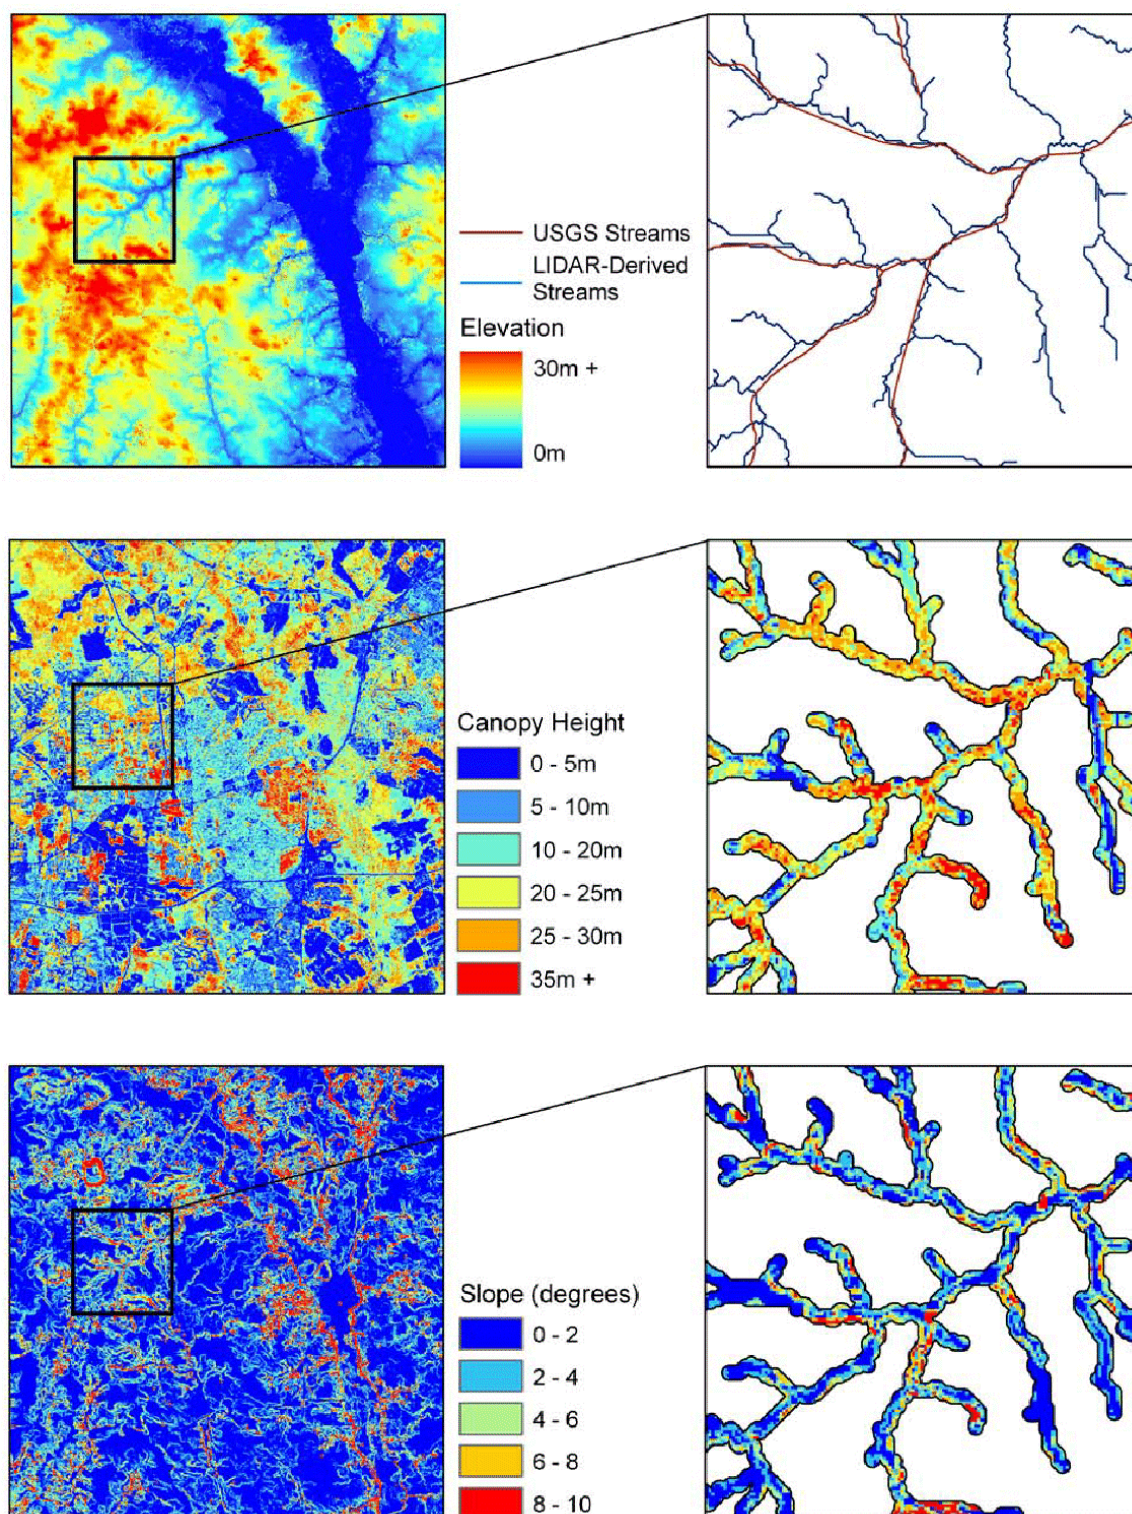 USGS Streams
LIDAR-Derived
Streams
Elevation
30m +
0m
Canopy Height
0 - 5m
5 - 10m
10 - 20m
20 - 25m
25 - 30m
35m +
Slope (degrees)
0 - 2
2 - 4
4 - 6
6 - 8
8 - 10